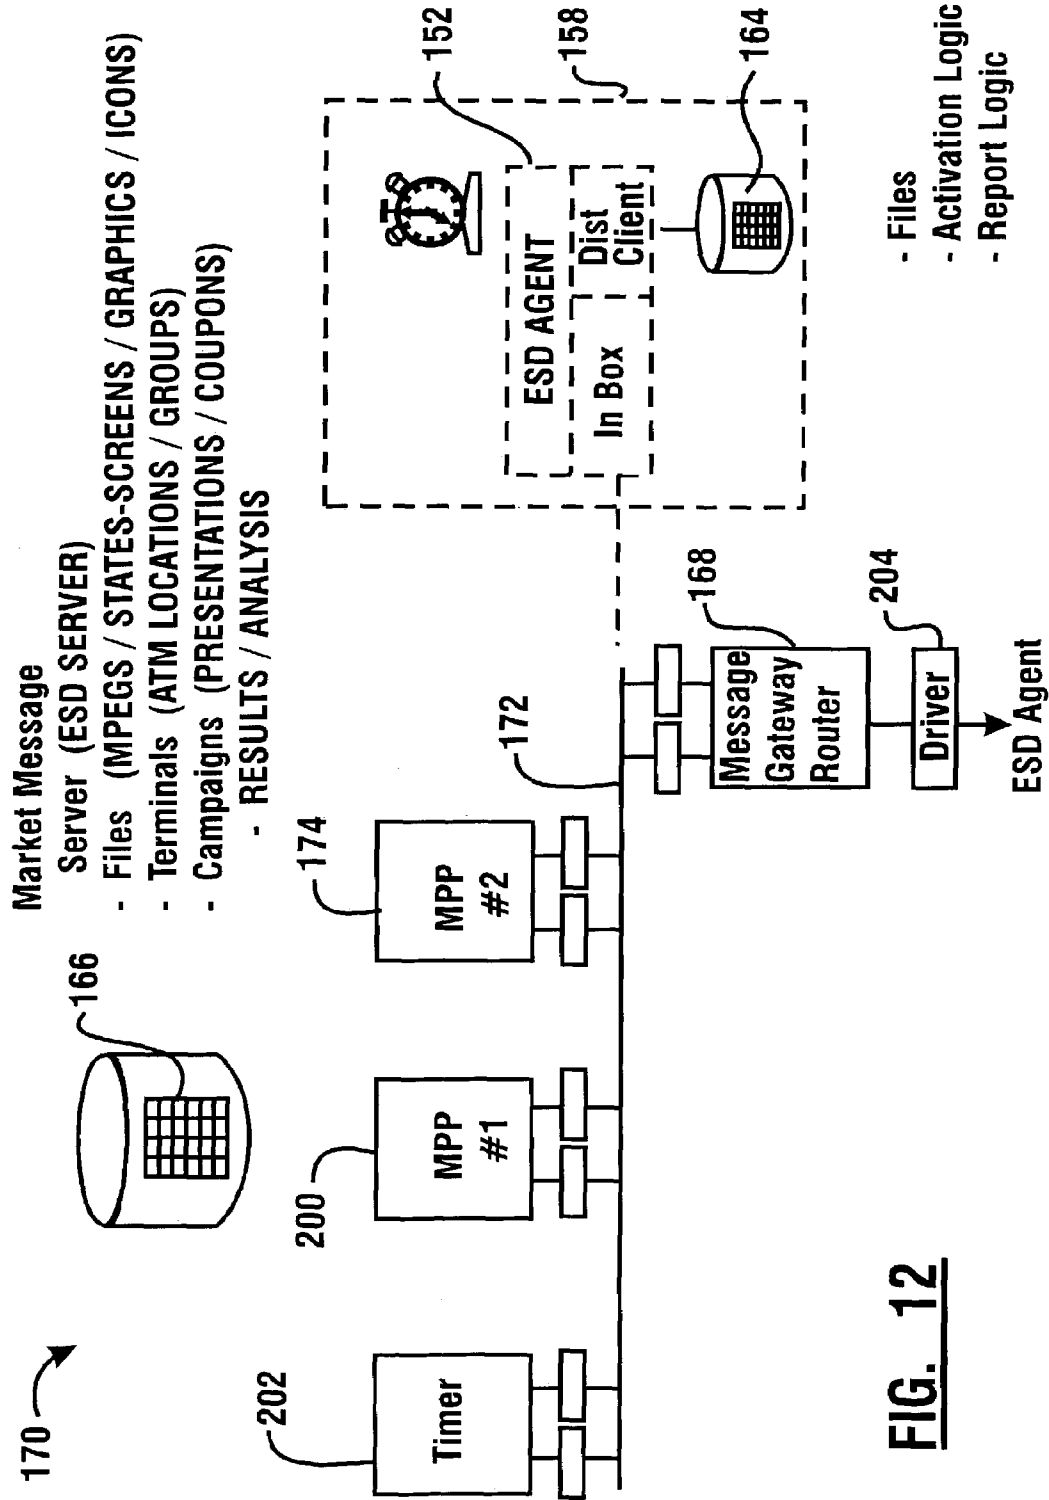 170
166
Market Message
Server (ESD SERVER)
- Files (MPEGS / STATES-SCREENS / GRAPHICS / ICONS)
- Terminals (ATM LOCATIONS / GROUPS)
- Campaigns (PRESENTATIONS / COUPONS)
- RESULTS / ANALYSIS
202
Timer
200
MPP
#1
174
MPP
#2
172
152
158
164
ESD AGENT
In Box
Dist
Client
168
Message
Gateway
Router
204
Driver
ESD Agent
- Files
- Activation Logic
- Report Logic
FIG. 12